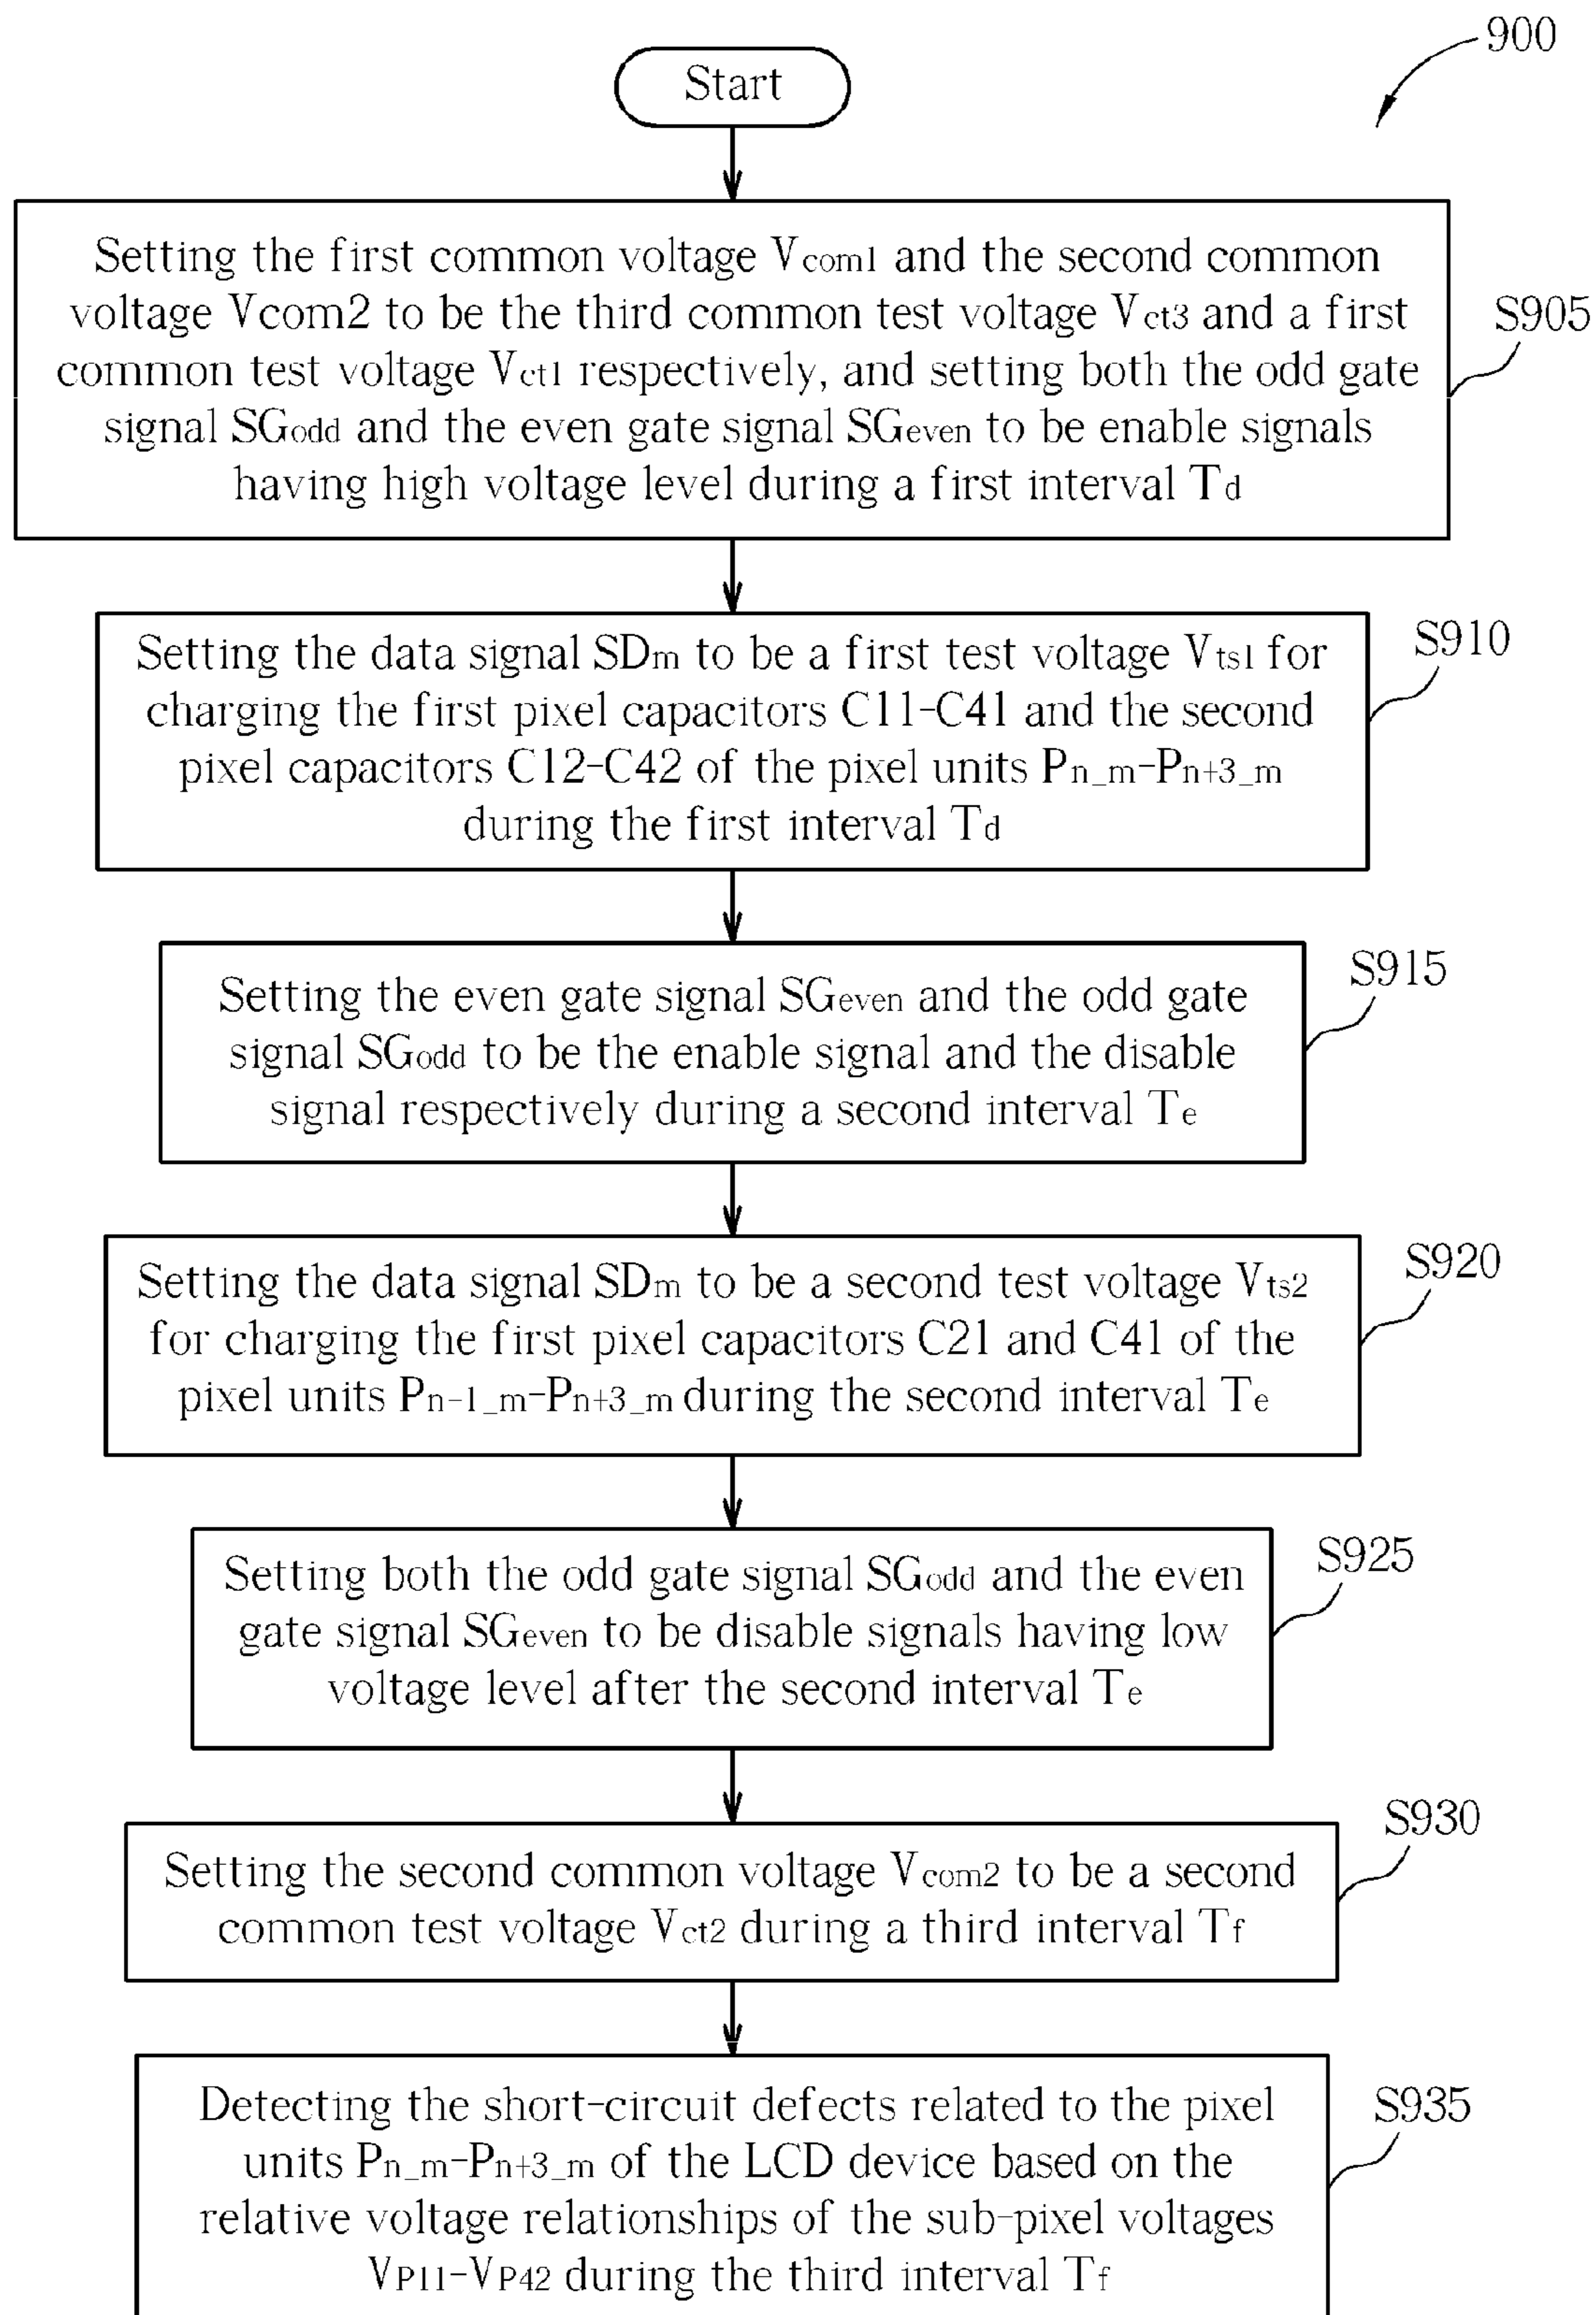 900
Start
Setting the first common voltage Vcom1 and the second common
voltage Vcom2 to be the third common test voltage Vct3 and a first
common test voltage Vct1 respectively, and setting both the odd gate
signal SGodd and the even gate signal SGeven to be enable signals
having high voltage level during a first interval Td
S905
Setting the data signal SDm to be a first test voltage Vts1 for
charging the first pixel capacitors C11-C41 and the second
pixel capacitors C12-C42 of the pixel units Pn_m-Pn+3_m
during the first interval Td
S910
Setting the even gate signal SGeven and the odd gate
signal SGodd to be the enable signal and the disable
signal respectively during a second interval Te
S915
Setting the data signal SDm to be a second test voltage Vts2
for charging the first pixel capacitors C21 and C41 of the
pixel units Pn-1_m-Pn+3_m during the second interval Te
S920
Setting both the odd gate signal SGodd and the even
gate signal SGeven to be disable signals having low
voltage level after the second interval Te
S925
Setting the second common voltage Vcom2 to be a second
common test voltage Vct2 during a third interval Tf
S930
Detecting the short-circuit defects related to the pixel
units Pn_m-Pn+3_m of the LCD device based on the
relative voltage relationships of the sub-pixel voltages
VP11-VP42 during the third interval Tf
S935